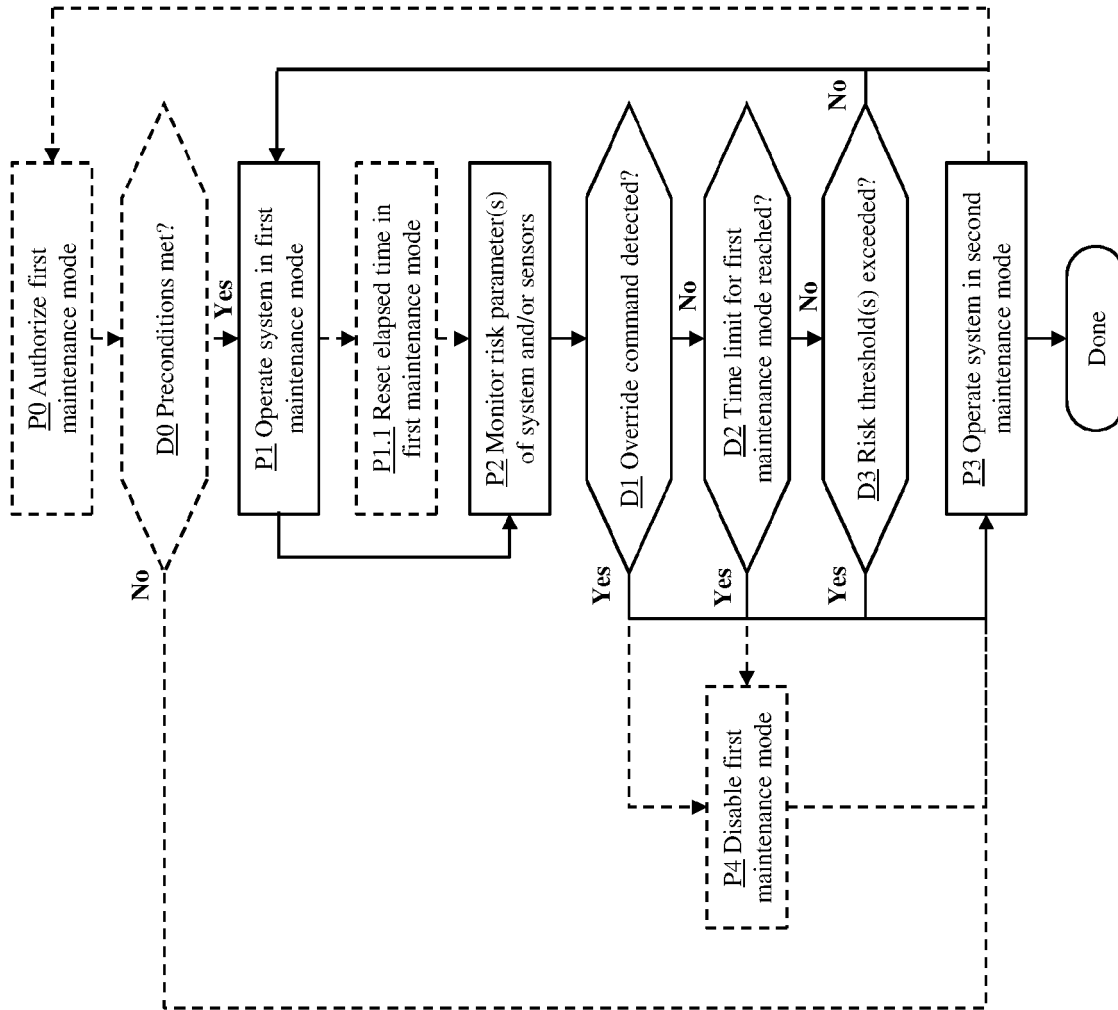 P0 Authorize first
maintenance mode
D0 Preconditions met?
No
Yes
P1 Operate system in first
maintenance mode
P1.1 Reset elapsed time in
first maintenance mode
P2 Monitor risk parameter(s)
of system and/or sensors
D1 Override command detected?
Yes
No
D2 Time limit for first
maintenance mode reached?
Yes
No
D3 Risk threshold(s) exceeded?
Yes
No
P4 Disable first
maintenance mode
P3 Operate system in second
maintenance mode
Done